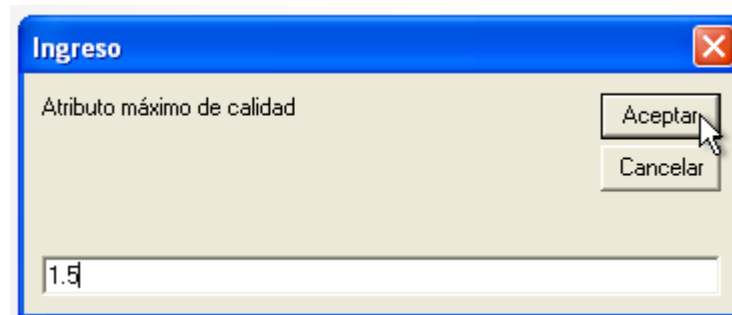 Ingreso
Atributo máximo de calidad
Aceptar
Cancelar
1.5